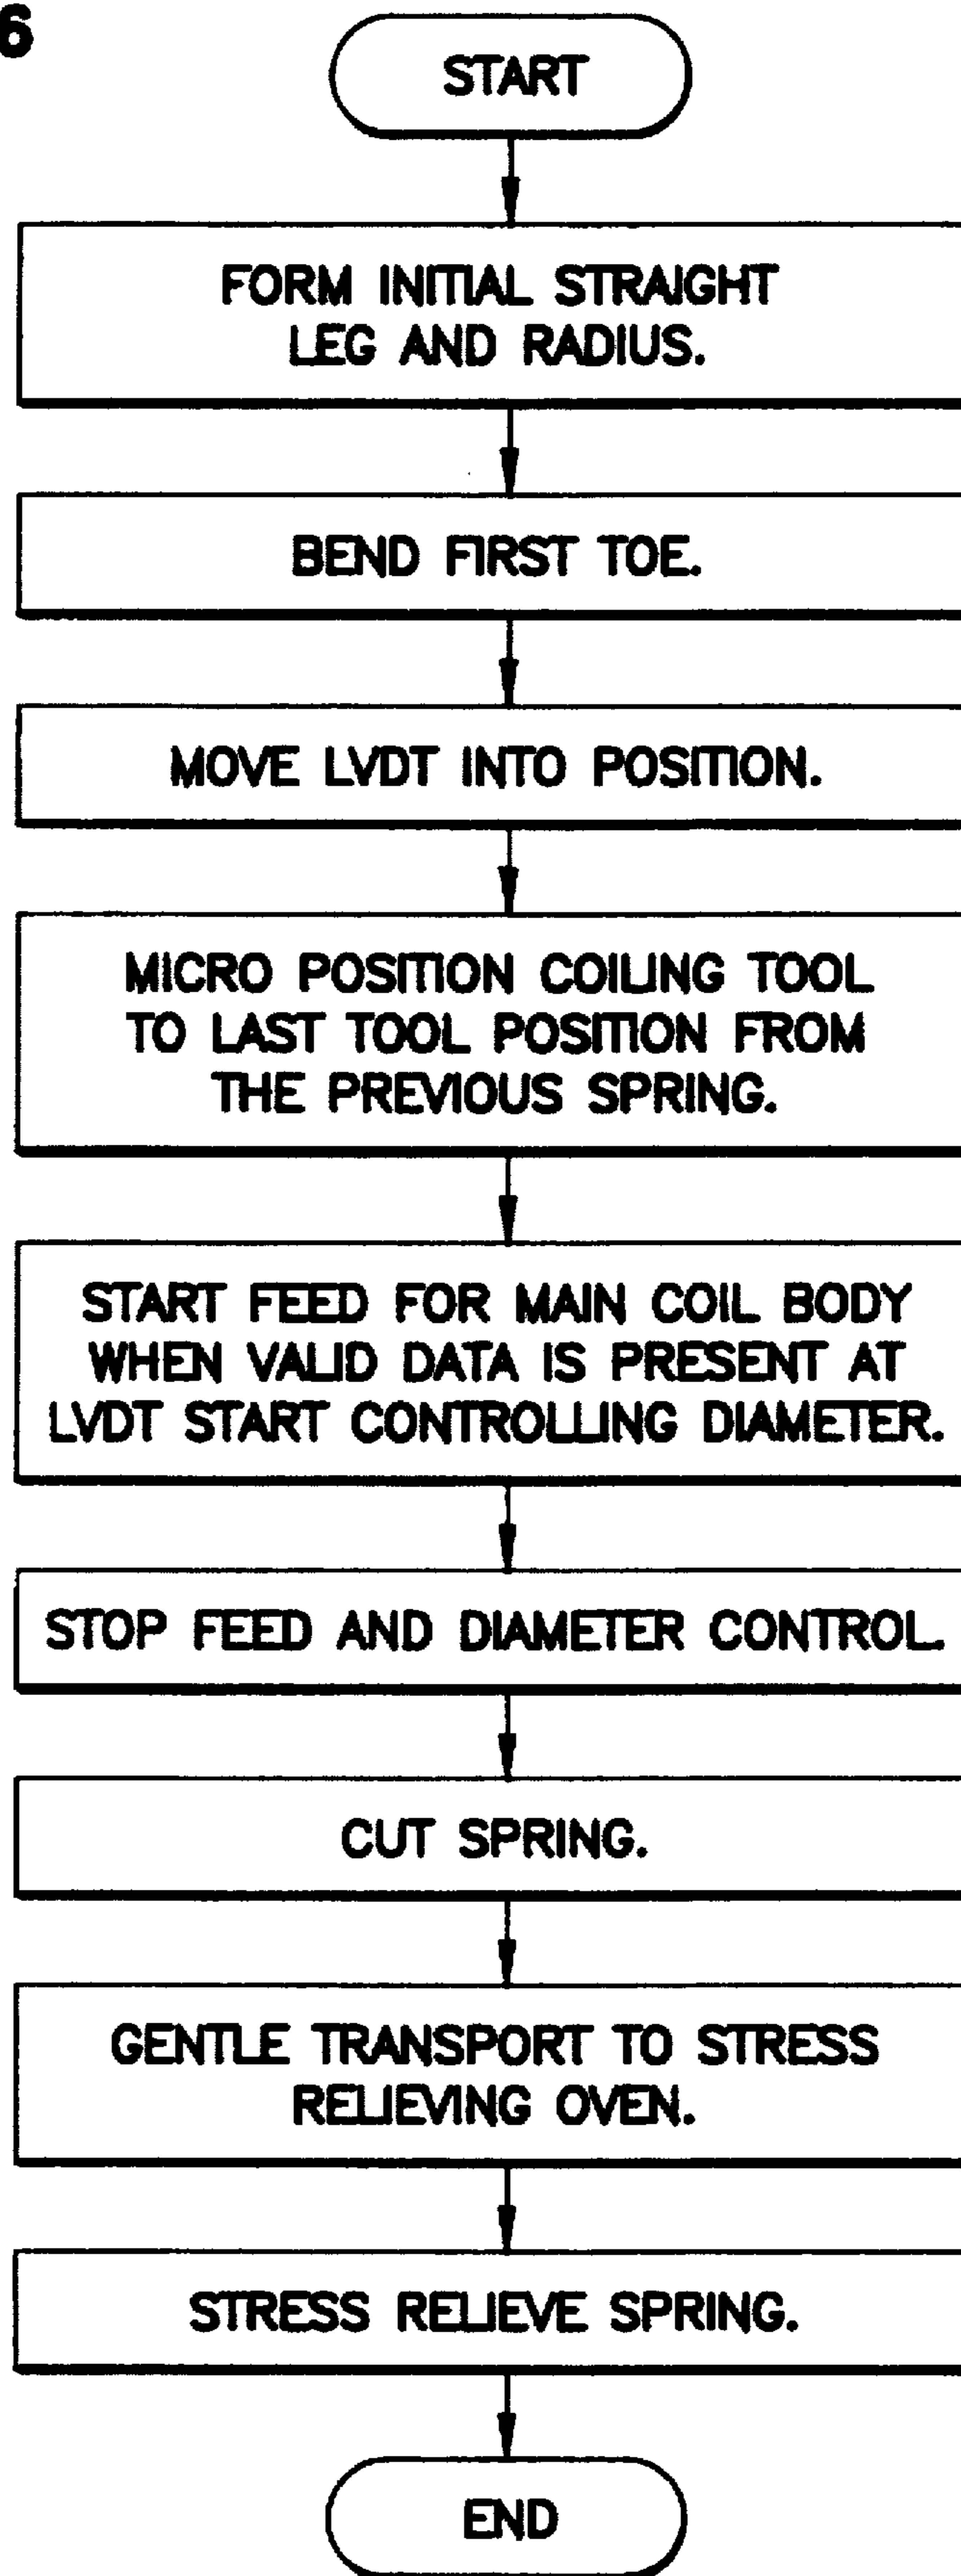 6
START
FORM INITIAL STRAIGHT
LEG AND RADIUS.
BEND FIRST TOE.
MOVE LVDT INTO POSITION.
MICRO POSITION COILING TOOL
TO LAST TOOL POSITION FROM
THE PREVIOUS SPRING.
START FEED FOR MAIN COIL BODY
WHEN VALID DATA IS PRESENT AT
LVDT START CONTROLLING DIAMETER.
STOP FEED AND DIAMETER CONTROL.
CUT SPRING.
GENTLE TRANSPORT TO STRESS
RELIEVING OVEN.
STRESS RELIEVE SPRING.
END